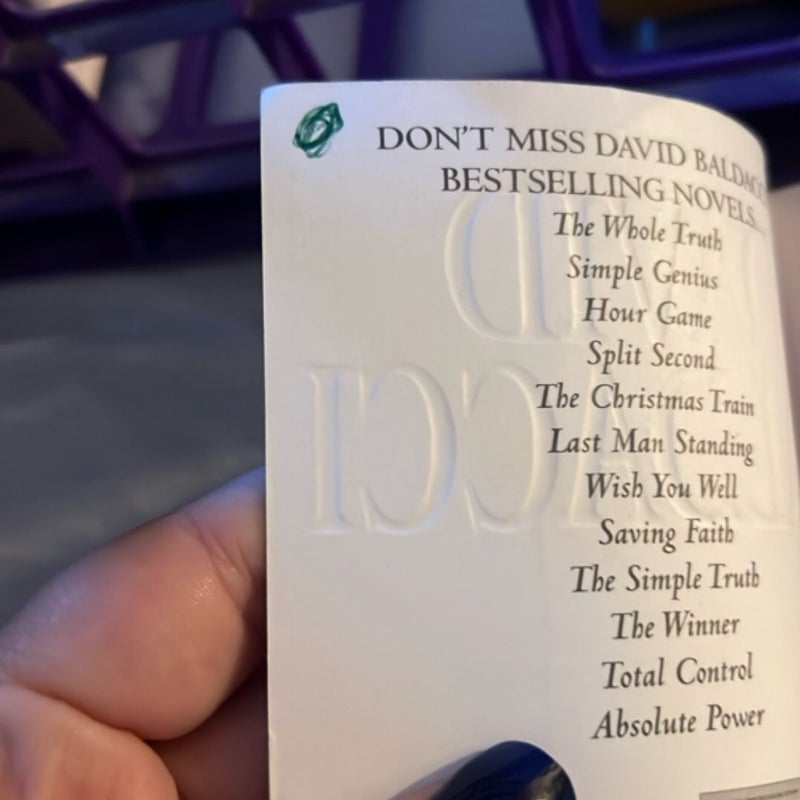 DON'T MISS DAVID BALDACCI
BESTSELLING NOVELS...
The Whole Truth
Simple Genius
Hour Game
Split Second
The Christmas Train
Last Man Standing
Wish You Well
Saving Faith
The Simple Truth
The Winner
Total Control
Absolute Power